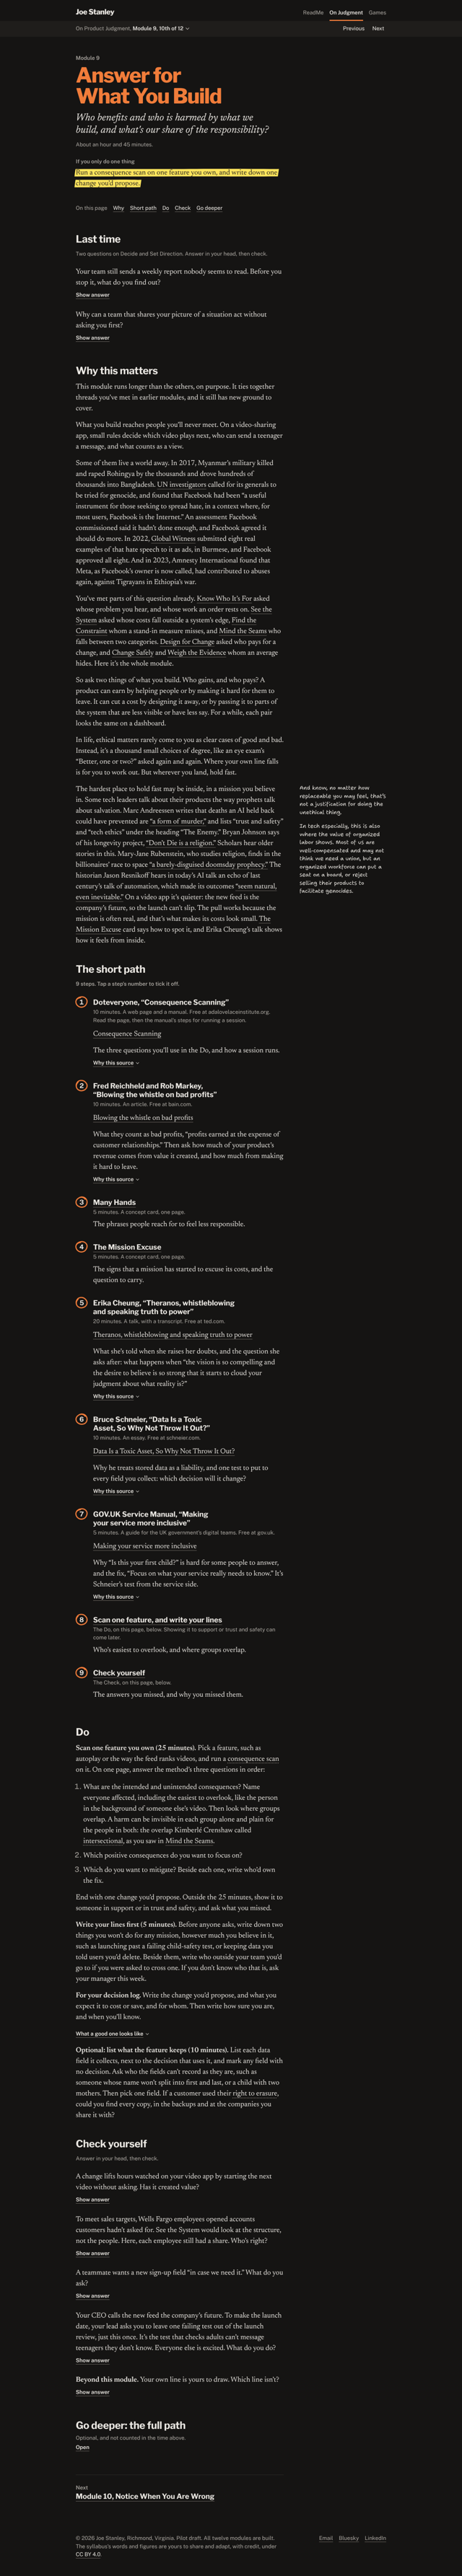 Joe Stanley
ReadMe On Judgment Games
On Product Judgment, Module 9, 10th of 12
Previous Next
Module 9
Answer for
What You Build
Who benefits and who is harmed by what we
build, and what's our share of the responsibility?
About an hour and 45 minutes.
If you only do one thing
Run a consequence scan on one feature you own, and write down one
change you'd propose.
On this page Why Short path Do Check Go deeper
Last time
Two questions on Decide and Set Direction. Answer in your head, then check.
Your team still sends a weekly report nobody seems to read. Before you
stop it, what do you find out?
Show answer
Why can a team that shares your picture of a situation act without
asking you first?
Show answer
Why this matters
This module runs longer than the others, on purpose. It ties together
threads you've met in earlier modules, and it still has new ground to
cover.
What you build reaches people you'll never meet. On a video-sharing
app, small rules decide which video plays next, who can send a teenager
a message, and what counts as a view.
Some of them live a world away. In 2017, Myanmar's military killed
and raped Rohingya by the thousands and drove hundreds of
thousands into Bangladesh. UN investigators called for its generals to
be tried for genocide, and found that Facebook had been “a useful
instrument for those seeking to spread hate, in a context where, for
most users, Facebook is the Internet.” An assessment Facebook
commissioned said it hadn't done enough, and Facebook agreed it
should do more. In 2022, Global Witness submitted eight real
examples of that hate speech to it as ads, in Burmese, and Facebook
approved all eight. And in 2023, Amnesty International found that
Meta, as Facebook's owner is now called, had contributed to abuses
again, against Tigrayans in Ethiopia's war.
You've met parts of this question already. Know Who It's For asked
whose problem you hear, and whose work an order rests on. See the
System asked whose costs fall outside a system's edge, Find the
Constraint whom a stand-in measure misses, and Mind the Seams who
falls between two categories. Design for Change asked who pays for a
change, and Change Safely and Weigh the Evidence whom an average
hides. Here it's the whole module.
So ask two things of what you build. Who gains, and who pays? A
product can earn by helping people or by making it hard for them to
leave. It can cut a cost by designing it away, or by passing it to parts of
the system that are less visible or have less say. For a while, each pair
looks the same on a dashboard.
In life, ethical matters rarely come to you as clear cases of good and bad.
Instead, it's a thousand small choices of degree, like an eye exam's
“Better, one or two?” asked again and again. Where your own line falls
is for you to work out. But wherever you land, hold fast.
The hardest place to hold fast may be inside, in a mission you believe
in. Some tech leaders talk about their products the way prophets talk
about salvation. Marc Andreessen writes that deaths an AI held back
could have prevented are “a form of murder,” and lists “trust and safety”
and “tech ethics” under the heading “The Enemy.” Bryan Johnson says
of his longevity project, “Don't Die is a religion.” Scholars hear older
stories in this. Mary-Jane Rubenstein, who studies religion, finds in the
billionaires' race to space “a barely-disguised doomsday prophecy.” The
historian Jason Resnikoff hears in today's AI talk an echo of last
century's talk of automation, which made its outcomes “seem natural,
even inevitable.” On a video app it's quieter: the new feed is the
company's future, so the launch can't slip. The pull works because the
mission is often real, and that's what makes its costs look small. The
Mission Excuse card says how to spot it, and Erika Cheung's talk shows
how it feels from inside.
And know, no matter how
replaceable you may feel, that's
not a justification for doing the
unethical thing.
In tech especially, this is also
where the value of organized
labor shows. Most of us are
well-compensated and may not
think we need a union, but an
organized workforce can put a
seat on a board, or reject
selling their products to
facilitate genocides.
The short path
9 steps. Tap a step's number to tick it off.
1 Doteveryone, “Consequence Scanning”
10 minutes. A web page and a manual. Free at adalovelaceinstitute.org.
Read the page, then the manual's steps for running a session.
Consequence Scanning
The three questions you'll use in the Do, and how a session runs.
Why this source
2 Fred Reichheld and Rob Markey,
“Blowing the whistle on bad profits”
10 minutes. An article. Free at bain.com.
Blowing the whistle on bad profits
What they count as bad profits, “profits earned at the expense of
customer relationships.” Then ask how much of your product's
revenue comes from value it created, and how much from making
it hard to leave.
Why this source
3 Many Hands
5 minutes. A concept card, one page.
The phrases people reach for to feel less responsible.
4 The Mission Excuse
5 minutes. A concept card, one page.
The signs that a mission has started to excuse its costs, and the
question to carry.
5 Erika Cheung, “Theranos, whistleblowing
and speaking truth to power”
20 minutes. A talk, with a transcript. Free at ted.com.
Theranos, whistleblowing and speaking truth to power
What she's told when she raises her doubts, and the question she
asks after: what happens when “the vision is so compelling and
the desire to believe is so strong that it starts to cloud your
judgment about what reality is?”
Why this source
6 Bruce Schneier, “Data Is a Toxic
Asset, So Why Not Throw It Out?”
10 minutes. An essay. Free at schneier.com.
Data Is a Toxic Asset, So Why Not Throw It Out?
Why he treats stored data as a liability, and one test to put to
every field you collect: which decision will it change?
Why this source
7 GOV.UK Service Manual, “Making
your service more inclusive”
5 minutes. A guide for the UK government's digital teams. Free at gov.uk.
Making your service more inclusive
Why “Is this your first child?” is hard for some people to answer,
and the fix, “Focus on what your service really needs to know.” It's
Schneier's test from the service side.
Why this source
8 Scan one feature, and write your lines
The Do, on this page, below. Showing it to support or trust and safety can
come later.
Who's easiest to overlook, and where groups overlap.
9 Check yourself
The Check, on this page, below.
The answers you missed, and why you missed them.
Do
Scan one feature you own (25 minutes). Pick a feature, such as
autoplay or the way the feed ranks videos, and run a consequence scan
on it. On one page, answer the method's three questions in order:
1. What are the intended and unintended consequences? Name
everyone affected, including the easiest to overlook, like the person
in the background of someone else's video. Then look where groups
overlap. A harm can be invisible in each group alone and plain for
the people in both: the overlap Kimberlé Crenshaw called
intersectional, as you saw in Mind the Seams.
2. Which positive consequences do you want to focus on?
3. Which do you want to mitigate? Beside each one, write who'd own
the fix.
End with one change you'd propose. Outside the 25 minutes, show it to
someone in support or in trust and safety, and ask what you missed.
Write your lines first (5 minutes). Before anyone asks, write down two
things you won't do for any mission, however much you believe in it,
such as launching past a failing child-safety test, or keeping data you
told users you'd delete. Beside them, write who outside your team you'd
go to if you were asked to cross one. If you don't know who that is, ask
your manager this week.
For your decision log. Write the change you'd propose, and what you
expect it to cost or save, and for whom. Then write how sure you are,
and when you'll know.
What a good one looks like
Optional: list what the feature keeps (10 minutes). List each data
field it collects, next to the decision that uses it, and mark any field with
no decision. Ask who the fields can't record as they are, such as
someone whose name won't split into first and last, or a child with two
mothers. Then pick one field. If a customer used their right to erasure,
could you find every copy, in the backups and at the companies you
share it with?
Check yourself
Answer in your head, then check.
A change lifts hours watched on your video app by starting the next
video without asking. Has it created value?
Show answer
To meet sales targets, Wells Fargo employees opened accounts
customers hadn't asked for. See the System would look at the structure,
not the people. Here, each employee still had a share. Who's right?
Show answer
A teammate wants a new sign-up field “in case we need it.” What do you
ask?
Show answer
Your CEO calls the new feed the company's future. To make the launch
date, your lead asks you to leave one failing test out of the launch
review, just this once. It's the test that checks adults can't message
teenagers they don't know. Everyone else is excited. What do you do?
Show answer
Beyond this module. Your own line is yours to draw. Which line isn't?
Show answer
Go deeper: the full path
Optional, and not counted in the time above.
Open
Next
Module 10, Notice When You Are Wrong
© 2026 Joe Stanley, Richmond, Virginia. Pilot draft. All twelve modules are built.
The syllabus's words and figures are yours to share and adapt, with credit, under
CC BY 4.0.
Email Bluesky LinkedIn